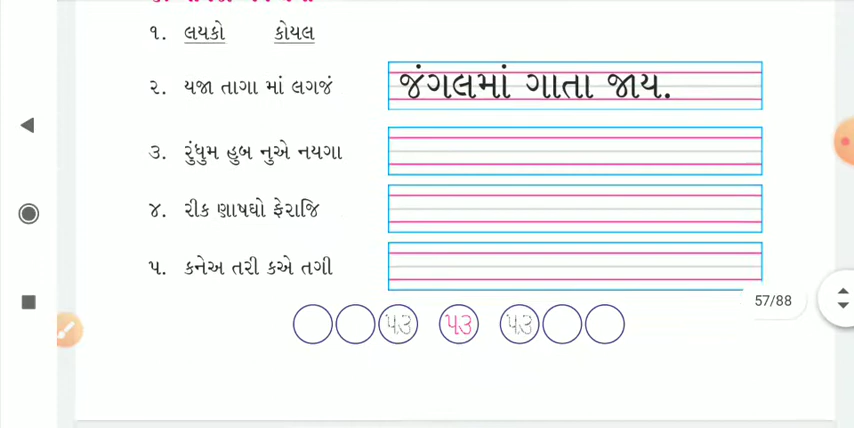 ૧. લયકો કોયલ
૨. યજા તાગા માં લગજં જંગલમાં ગાતા જાય.
૩. રુંધુમ હુબ નુએ નયગા
૪. રીક ણાષઘો ફેરાજિ
૫. કનેઅ તરી કએ તગી
57/88
૫૩ ૫૩ ૫૩